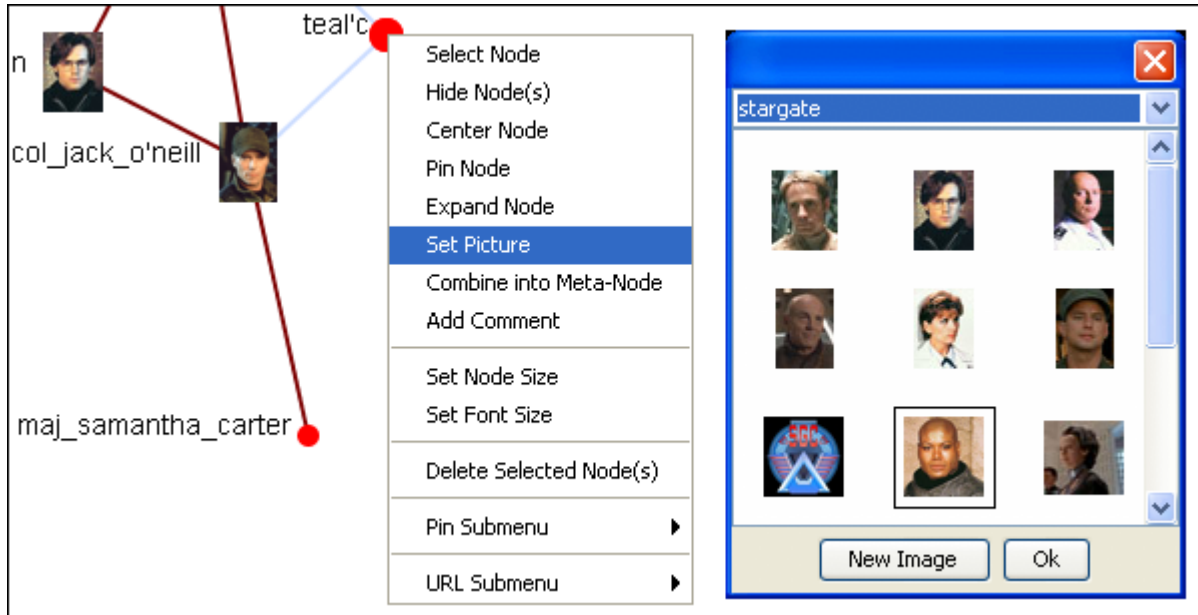 teal'c
n
col_jack_o'neill
maj_samantha_carter
Select Node
Hide Node(s)
Center Node
Pin Node
Expand Node
Set Picture
Combine into Meta-Node
Add Comment
Set Node Size
Set Font Size
Delete Selected Node(s)
Pin Submenu
URL Submenu
stargate
SGC
New Image
Ok